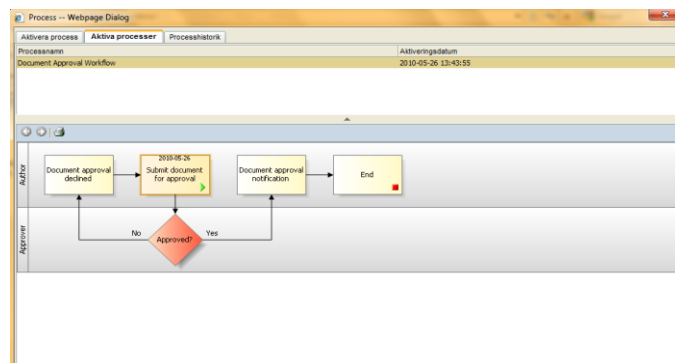 Process -- Webpage Dialog
Aktivera process
Aktiva processer
Processhistorik
Processnamn
Aktiveringsdatum
Document Approval Workflow
2010-05-26 13:43:55
Author
Document approval
declined
2010-05-26
Submit document
for approval
Document approval
notification
End
Approver
No
Approved?
Yes